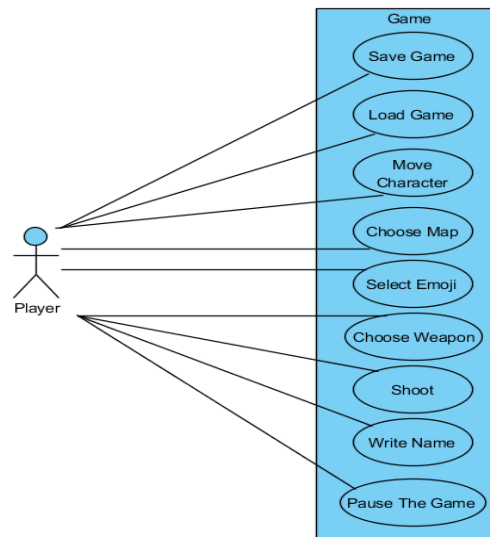 Game
Save Game
Load Game
Move
Character
Choose Map
Select Emoji
Player
Choose Weapon
Shoot
Write Name
Pause The Game